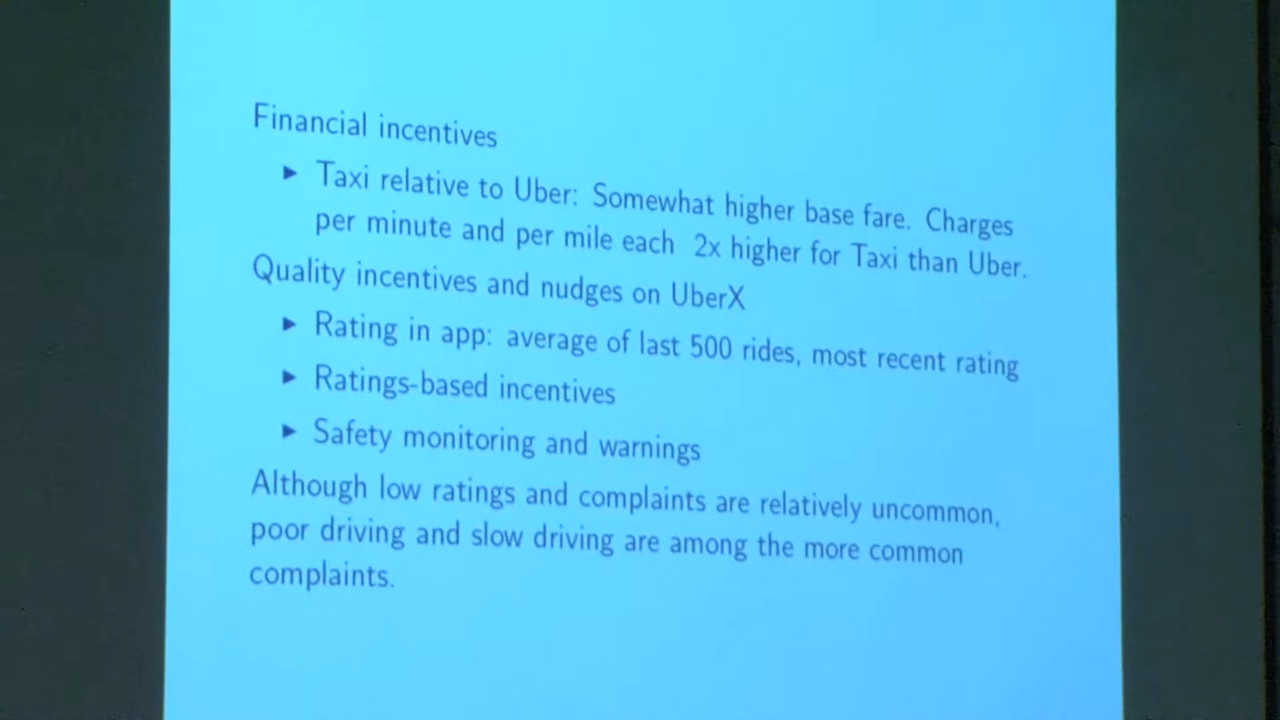 Financial incentives
► Taxi relative to Uber: Somewhat higher base fare. Charges
per minute and per mile each 2x higher for Taxi than Uber.
Quality incentives and nudges on UberX
► Rating in app: average of last 500 rides, most recent rating
► Ratings-based incentives
► Safety monitoring and warnings
Although low ratings and complaints are relatively uncommon,
poor driving and slow driving are among the more common
complaints.